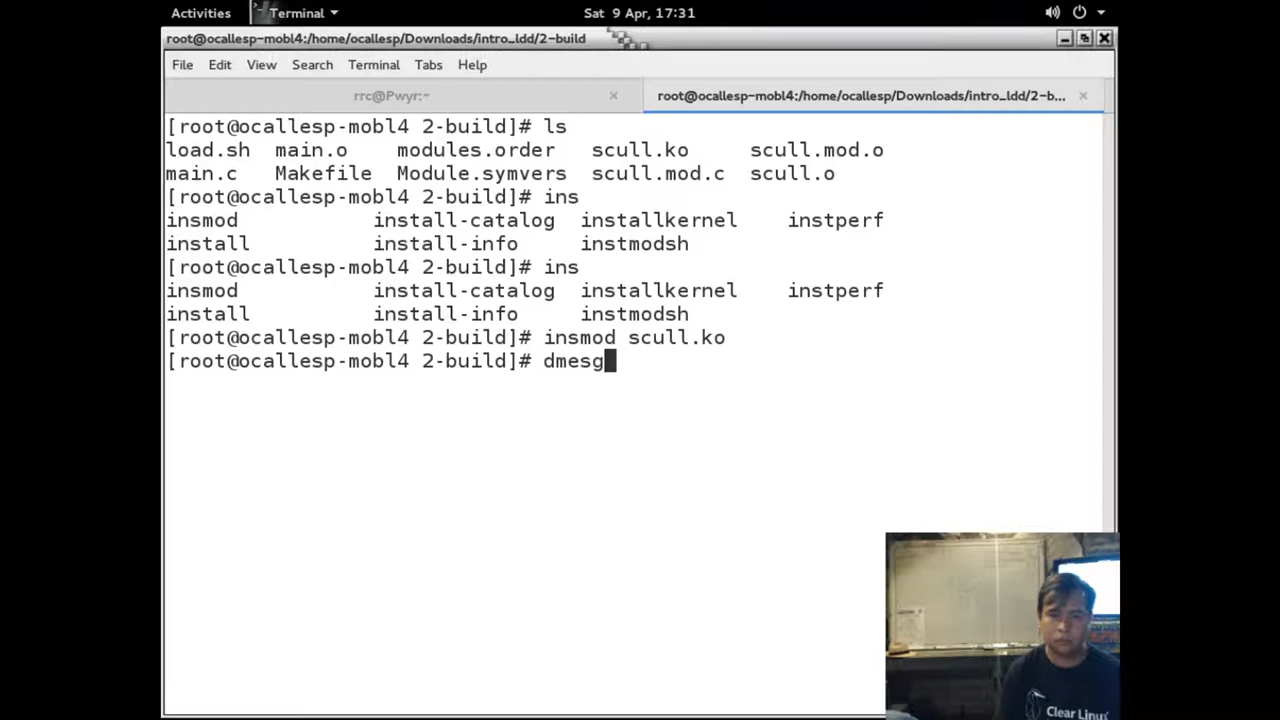 Activities Terminal Sat 9 Apr, 17:31
root@ocallesp-mobl4:/home/ocallesp/Downloads/intro_ldd/2-build
File Edit View Search Terminal Tabs Help
rrc@Pwyr:~ root@ocallesp-mobl4:/home/ocallesp/Downloads/intro_ldd/2-b...
[root@ocallesp-mobl4 2-build]# ls
load.sh main.o modules.order scull.ko scull.mod.o
main.c Makefile Module.symvers scull.mod.c scull.o
[root@ocallesp-mobl4 2-build]# ins
insmod install-catalog installkernel instperf
install install-info instmodsh
[root@ocallesp-mobl4 2-build]# ins
insmod install-catalog installkernel instperf
install install-info instmodsh
[root@ocallesp-mobl4 2-build]# insmod scull.ko
[root@ocallesp-mobl4 2-build]# dmesg
Clear Linux